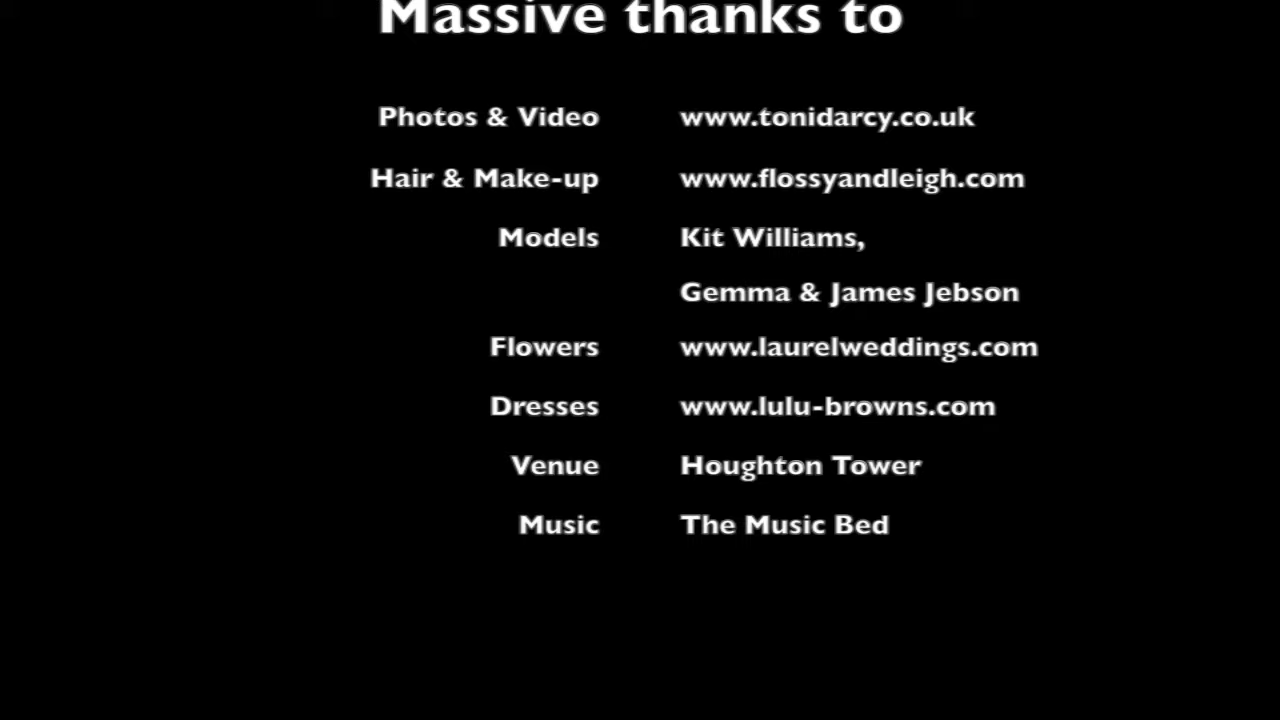 Massive thanks to
Photos & Video www.tonidarcy.co.uk
Hair & Make-up www.flossyandleigh.com
Models Kit Williams,
Gemma & James Jebson
Flowers www.laurelweddings.com
Dresses www.lulu-browns.com
Venue Houghton Tower
Music The Music Bed